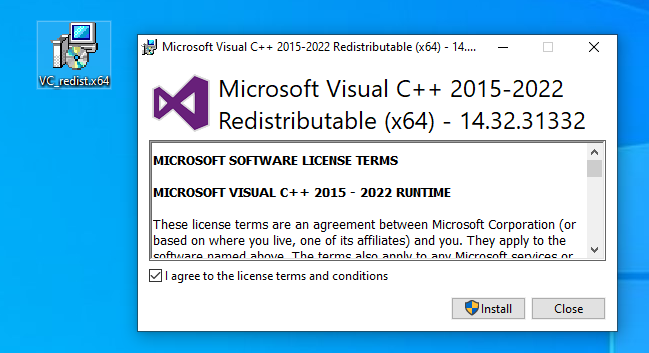 VC_redist.x64
Microsoft Visual C++ 2015-2022 Redistributable (x64) - 14....
Microsoft Visual C++ 2015-2022
Redistributable (x64) - 14.32.31332
MICROSOFT SOFTWARE LICENSE TERMS
MICROSOFT VISUAL C++ 2015 - 2022 RUNTIME
These license terms are an agreement between Microsoft Corporation (or
based on where you live, one of its affiliates) and you. They apply to the
software named above. The terms also apply to any Microsoft services or
I agree to the license terms and conditions
Install
Close